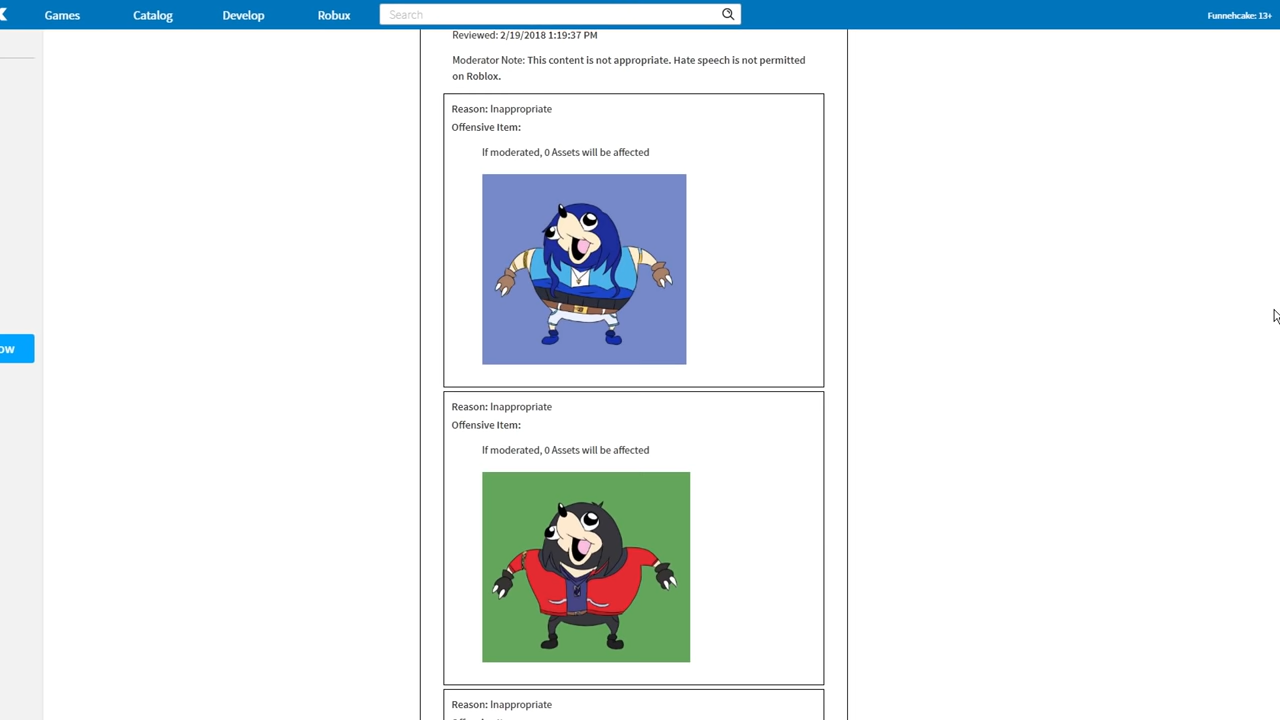 Games Catalog Develop Robux Search Funnehcake: 13+
Reviewed: 2/19/2018 1:19:37 PM
Moderator Note: This content is not appropriate. Hate speech is not permitted
on Roblox.
Reason: Inappropriate
Offensive Item:
If moderated, 0 Assets will be affected
ow
Reason: Inappropriate
Offensive Item:
If moderated, 0 Assets will be affected
Reason: Inappropriate